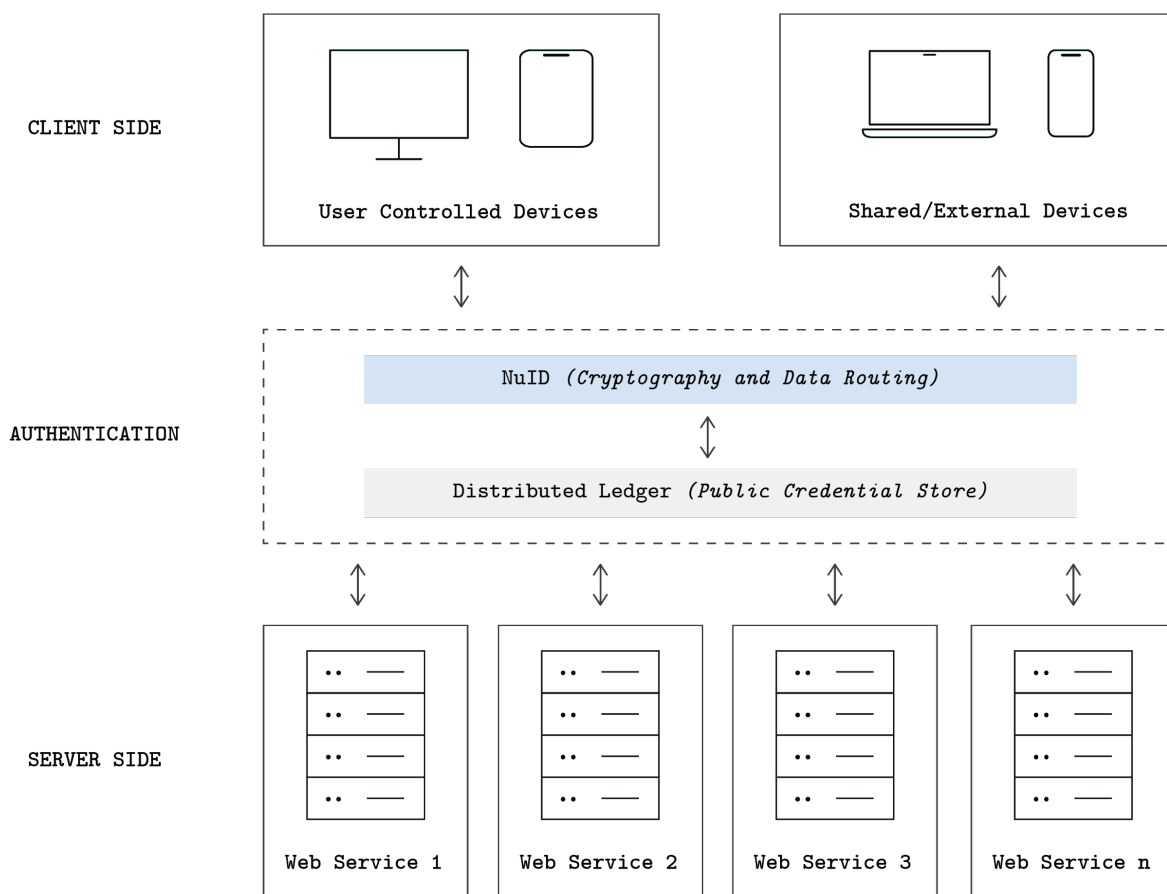 CLIENT SIDE
User Controlled Devices
Shared/External Devices
AUTHENTICATION
NuID (Cryptography and Data Routing)
Distributed Ledger (Public Credential Store)
SERVER SIDE
Web Service 1
Web Service 2
Web Service 3
Web Service n